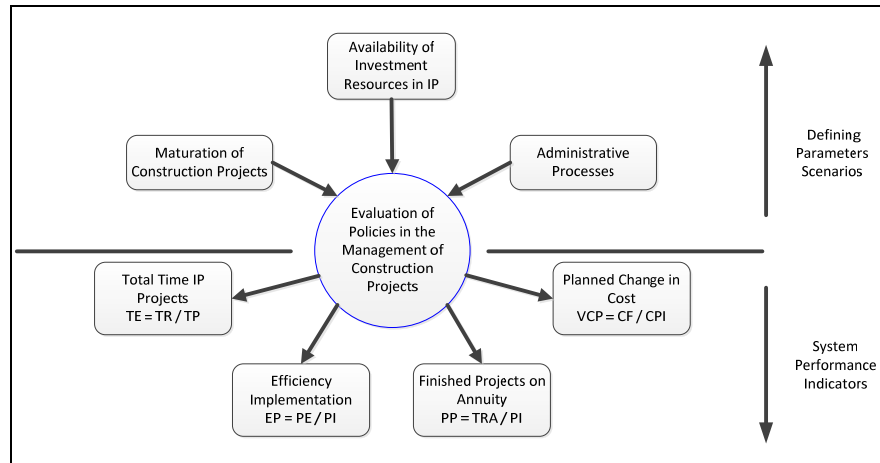 Availability of
Investment
Resources in IP
Maturation of
Construction Projects
Administrative
Processes
Defining
Parameters
Scenarios
Evaluation of
Policies in the
Management of
Construction
Projects
Total Time IP
Projects
TE = TR / TP
Planned Change in
Cost
VCP = CF / CPI
Efficiency
Implementation
EP = PE / PI
Finished Projects on
Annuity
PP = TRA / PI
System
Performance
Indicators